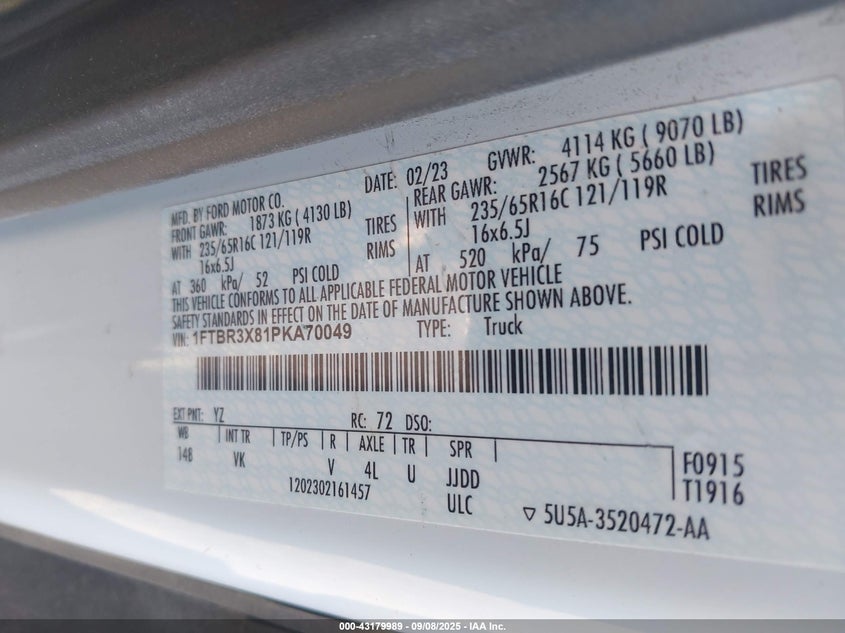 MFD. BY FORD MOTOR CO.
DATE: 02/23
GVWR: 4114 KG ( 9070 LB)
FRONT GAWR: 1873 KG ( 4130 LB)
REAR GAWR: 2567 KG ( 5660 LB)
WITH 235/65R16C 121/119R TIRES
WITH 235/65R16C 121/119R TIRES
16x6.5J RIMS
16x6.5J RIMS
AT 360 kPa/ 52 PSI COLD
AT 520 kPa/ 75 PSI COLD
THIS VEHICLE CONFORMS TO ALL APPLICABLE FEDERAL MOTOR VEHICLE
SAFETY STANDARDS IN EFFECT ON THE DATE OF MANUFACTURE SHOWN ABOVE.
VIN: 1FTBR3X81PKA70049
TYPE: Truck
EXT PNT: YZ
RC: 72 DSO:
WB INT TR TP/PS R AXLE TR SPR
148 VK V 4L U JJDD
1202302161457 ULC
F0915
T1916
▽ 5U5A-3520472-AA
000-43179989 - 09/08/2025 - IAA Inc.